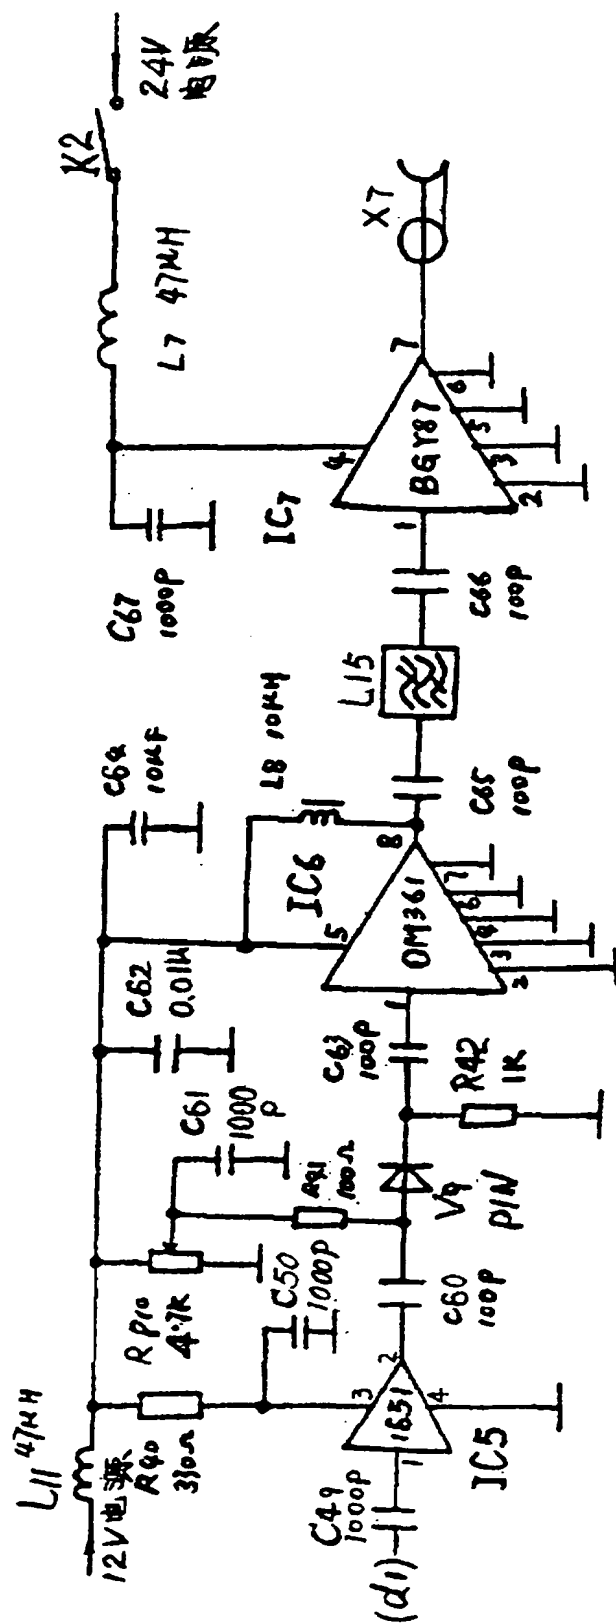 L11 47μH
12V电源
R40
330Ω
RP10
4.7K
C50
1000P
C61
1000
P
R41
100Ω
C62
0.01μ
C64
10μF
L8 10μH
C67
1000P
L7 47μH
K2
24V
电源
(d1)
C49
1000P
1
1651
3
2
4
IC5
C60
100P
V9
PIN
R42
1K
C63
100P
IC6
1
OM361
5
8
2
3
4
6
7
C65
100P
L15
C66
100P
IC7
1
BGY87
4
7
2
3
5
6
X7